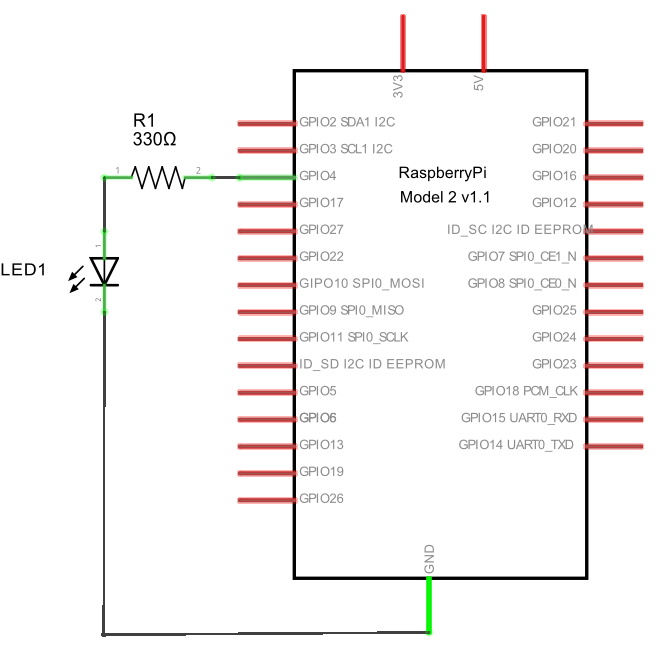 3V3
5V
R1
330Ω
1
2
LED1
1
2
RaspberryPi
Model 2 v1.1
GPIO2 SDA1 I2C
GPIO3 SCL1 I2C
GPIO4
GPIO17
GPIO27
GPIO22
GIPO10 SPI0_MOSI
GPIO9 SPI0_MISO
GPIO11 SPI0_SCLK
ID_SD I2C ID EEPROM
GPIO5
GPIO6
GPIO13
GPIO19
GPIO26
GPIO21
GPIO20
GPIO16
GPIO12
ID_SC I2C ID EEPROM
GPIO7 SPI0_CE1_N
GPIO8 SPI0_CE0_N
GPIO25
GPIO24
GPIO23
GPIO18 PCM_CLK
GPIO15 UART0_RXD
GPIO14 UART0_TXD
GND